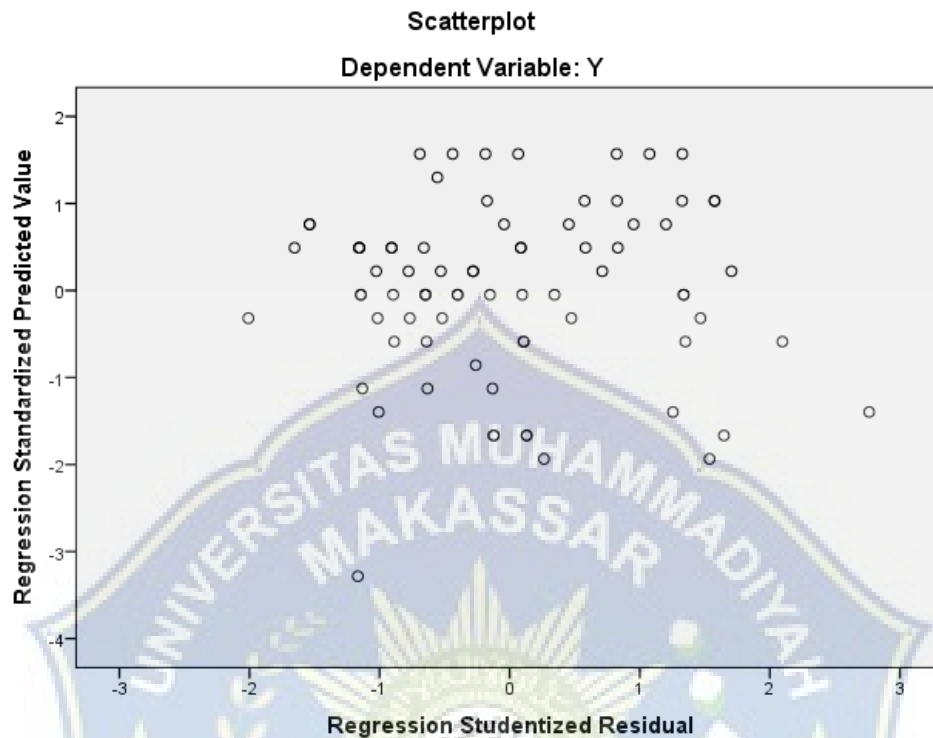 Scatterplot
Dependent Variable: Y
Regression Standardized Predicted Value
2
1
0
-1
-2
-3
-4
UNIVERSITAS MUHAMMADIYAH
MAKASSAR
-3
-2
-1
0
1
2
3
Regression Studentized Residual